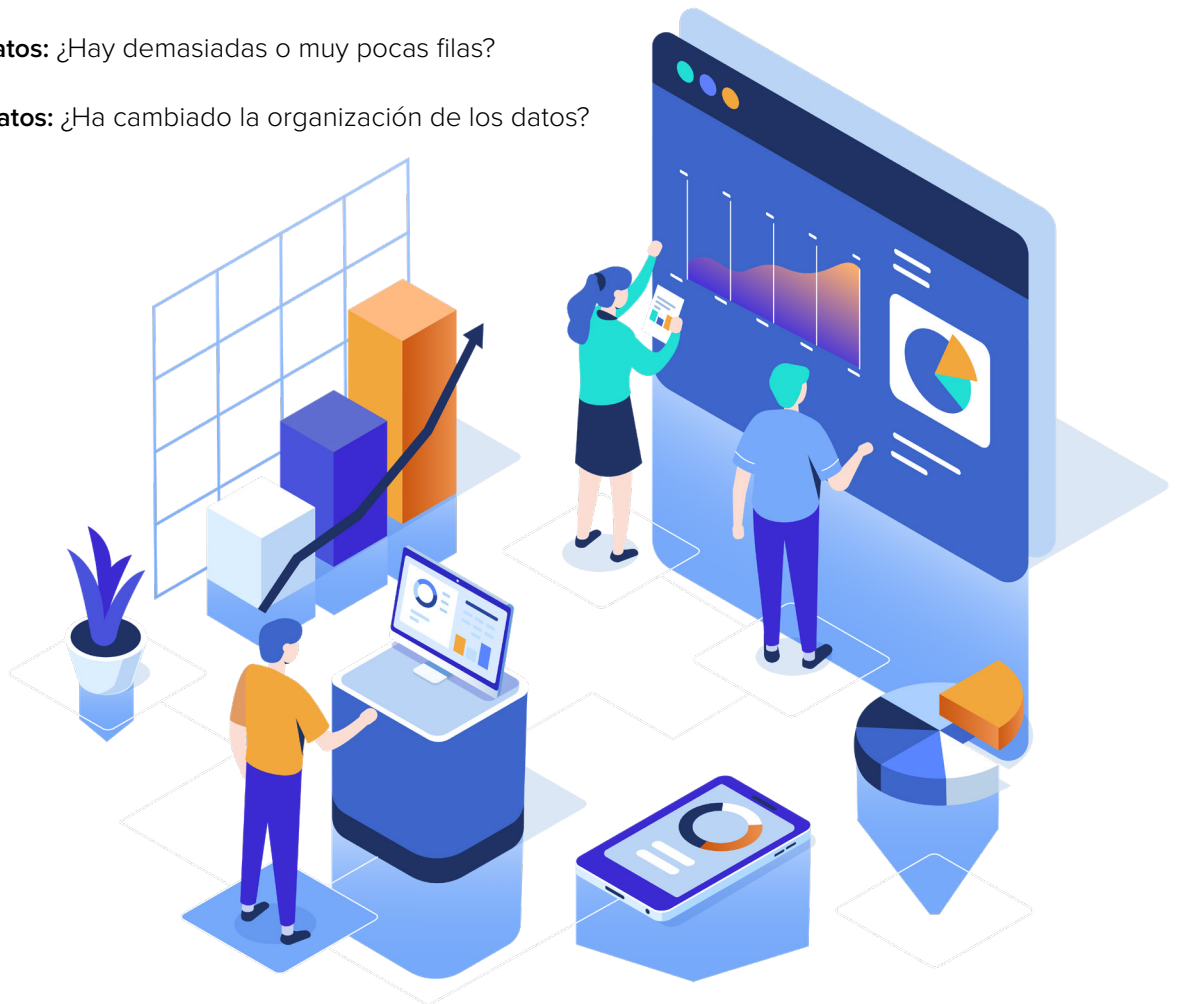 atos: ¿Hay demasiadas o muy pocas filas?
atos: ¿Ha cambiado la organización de los datos?